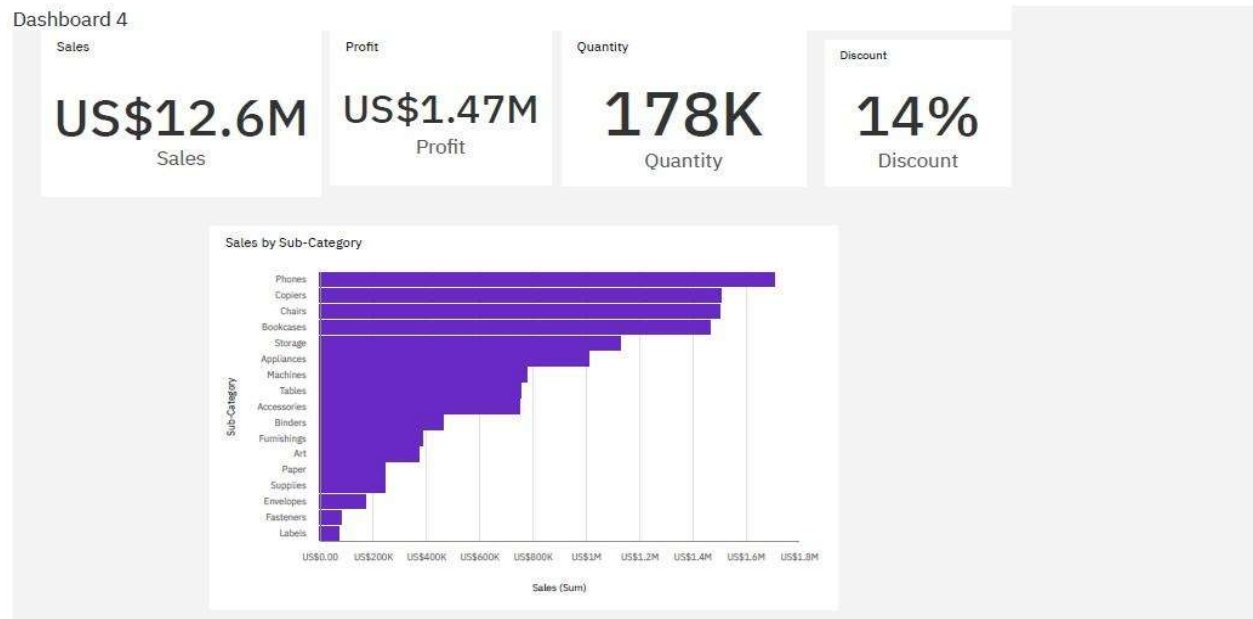 Dashboard 4
Sales
Profit
Quantity
Discount
US$12.6M
Sales
US$1.47M
Profit
178K
Quantity
14%
Discount
Sales by Sub-Category
Sub-Category
Phones
Copiers
Chairs
Bookcases
Storage
Appliances
Machines
Tables
Accessories
Binders
Furnishings
Art
Paper
Supplies
Envelopes
Fasteners
Labels
US$0.00 US$200K US$400K US$600K US$800K US$1M US$1.2M US$1.4M US$1.6M US$1.8M
Sales (Sum)